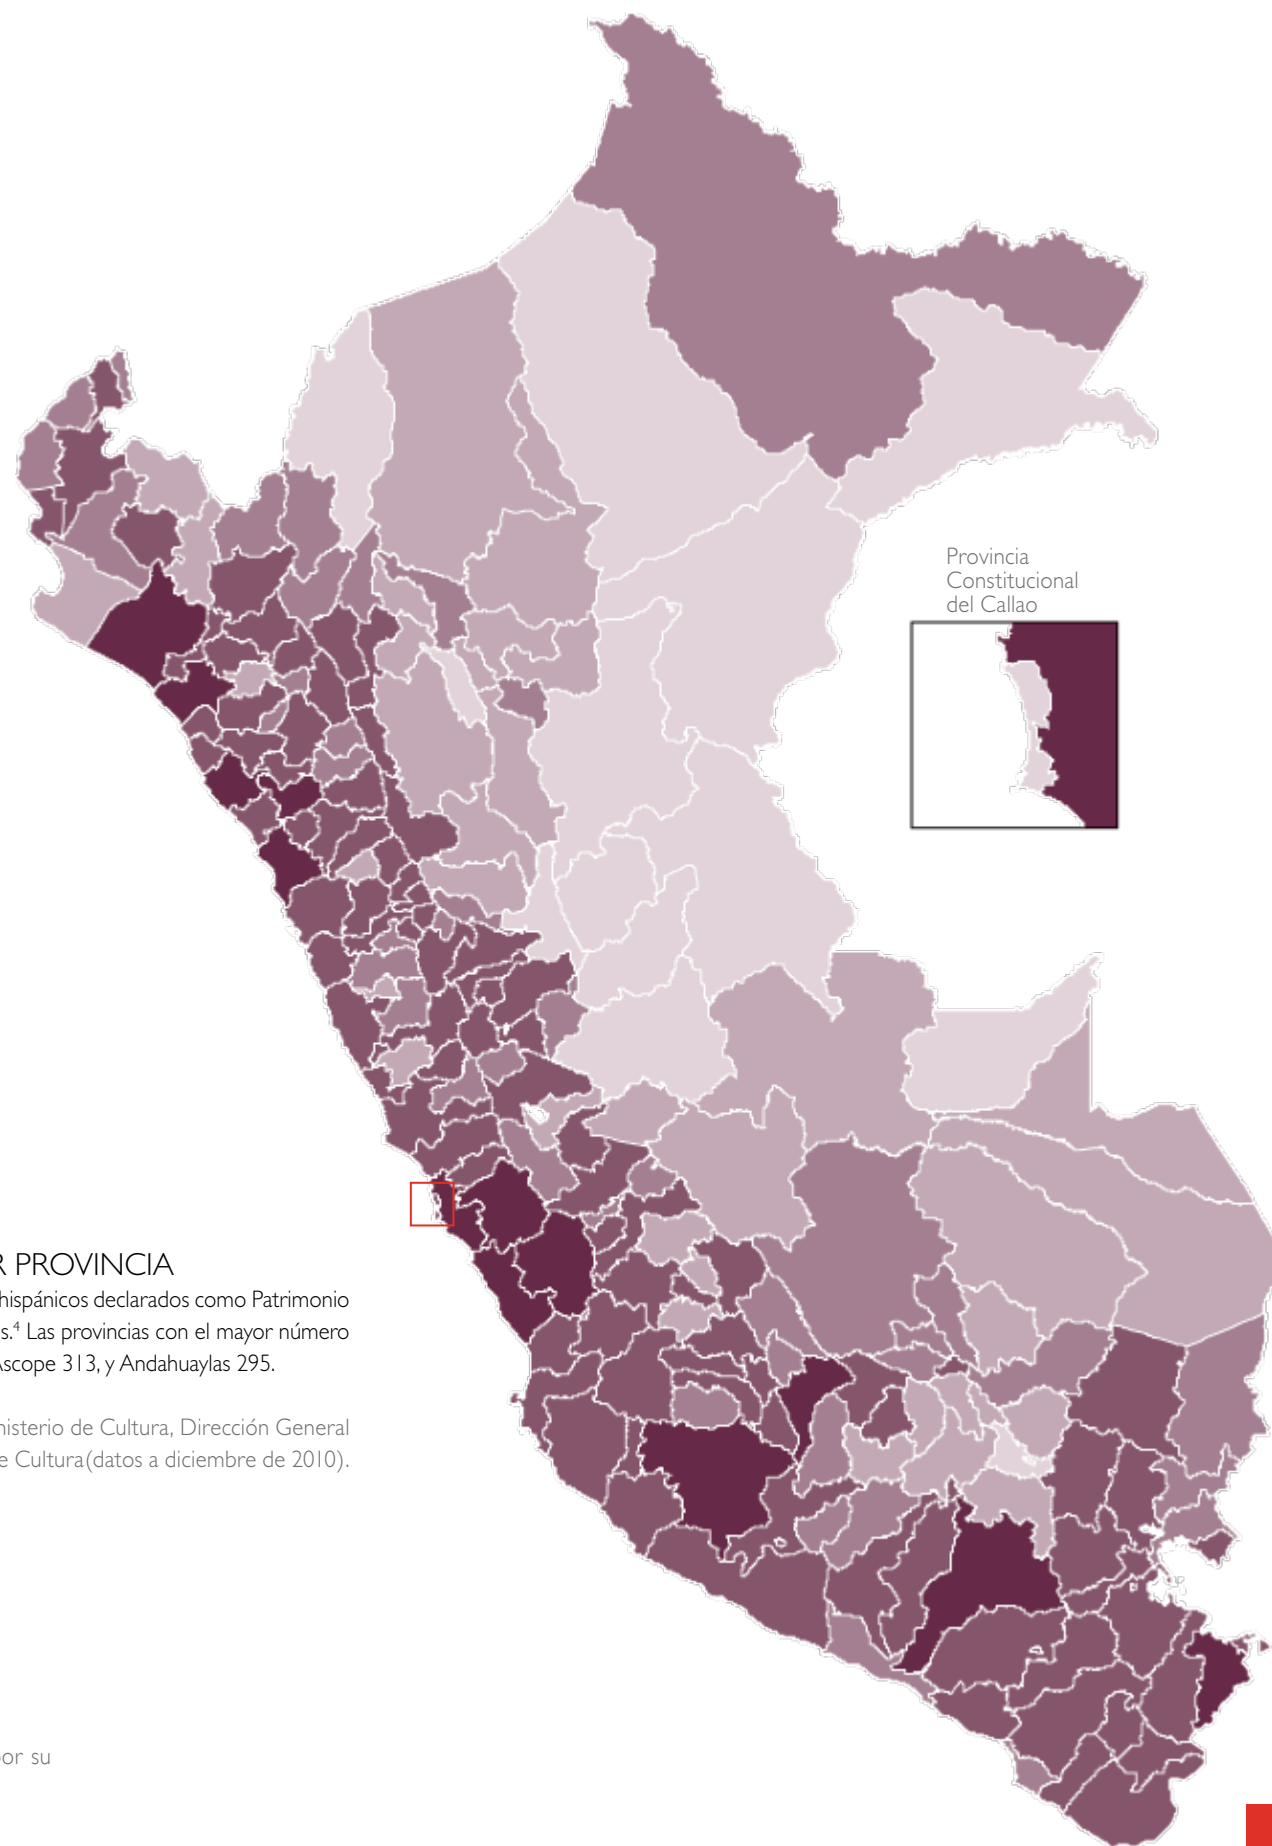 Provincia
Constitucional
del Callao
R PROVINCIA
hispánicos declarados como Patrimonio
s.⁴ Las provincias con el mayor número
Ascope 313, y Andahuaylas 295.
nisterio de Cultura, Dirección General
e Cultura(datos a diciembre de 2010).
por su